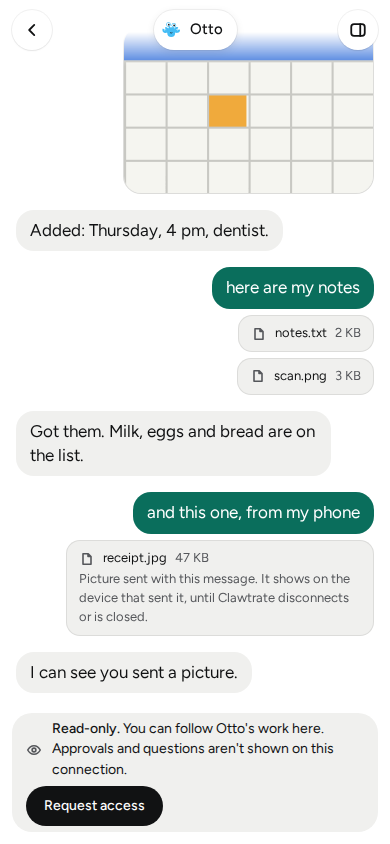 Otto
Added: Thursday, 4 pm, dentist.
here are my notes
notes.txt 2 KB
scan.png 3 KB
Got them. Milk, eggs and bread are on
the list.
and this one, from my phone
receipt.jpg 47 KB
Picture sent with this message. It shows on the
device that sent it, until Clawtrate disconnects
or is closed.
I can see you sent a picture.
Read-only. You can follow Otto's work here.
Approvals and questions aren't shown on this
connection.
Request access